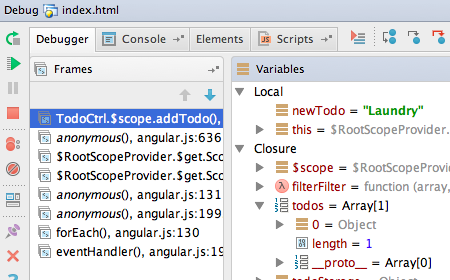 Debug index.html
Debugger Console Elements Scripts
Frames
TodoCtrl.$scope.addTodo(),
anonymous(), angular.js:636
$RootScopeProvider.$get.Sco
$RootScopeProvider.$get.Sco
anonymous(), angular.js:131
anonymous(), angular.js:199
forEach(), angular.js:130
eventHandler(), angular.js:19
Variables
Local
newTodo = "Laundry"
this = $RootScopeProvider.
Closure
$scope = $RootScopeProvide
filterFilter = function (array,
todos = Array[1]
0 = Object
length = 1
__proto__ = Array[0]
todoStorage = Object